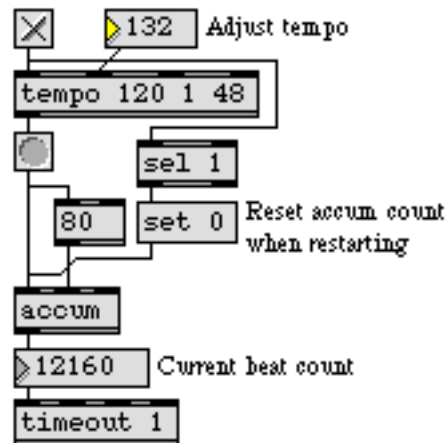 132 Adjust tempo
tempo 120 1 48
sel 1
80
set 0
Reset accum count
when restarting
accum
12160 Current beat count
timeout 1